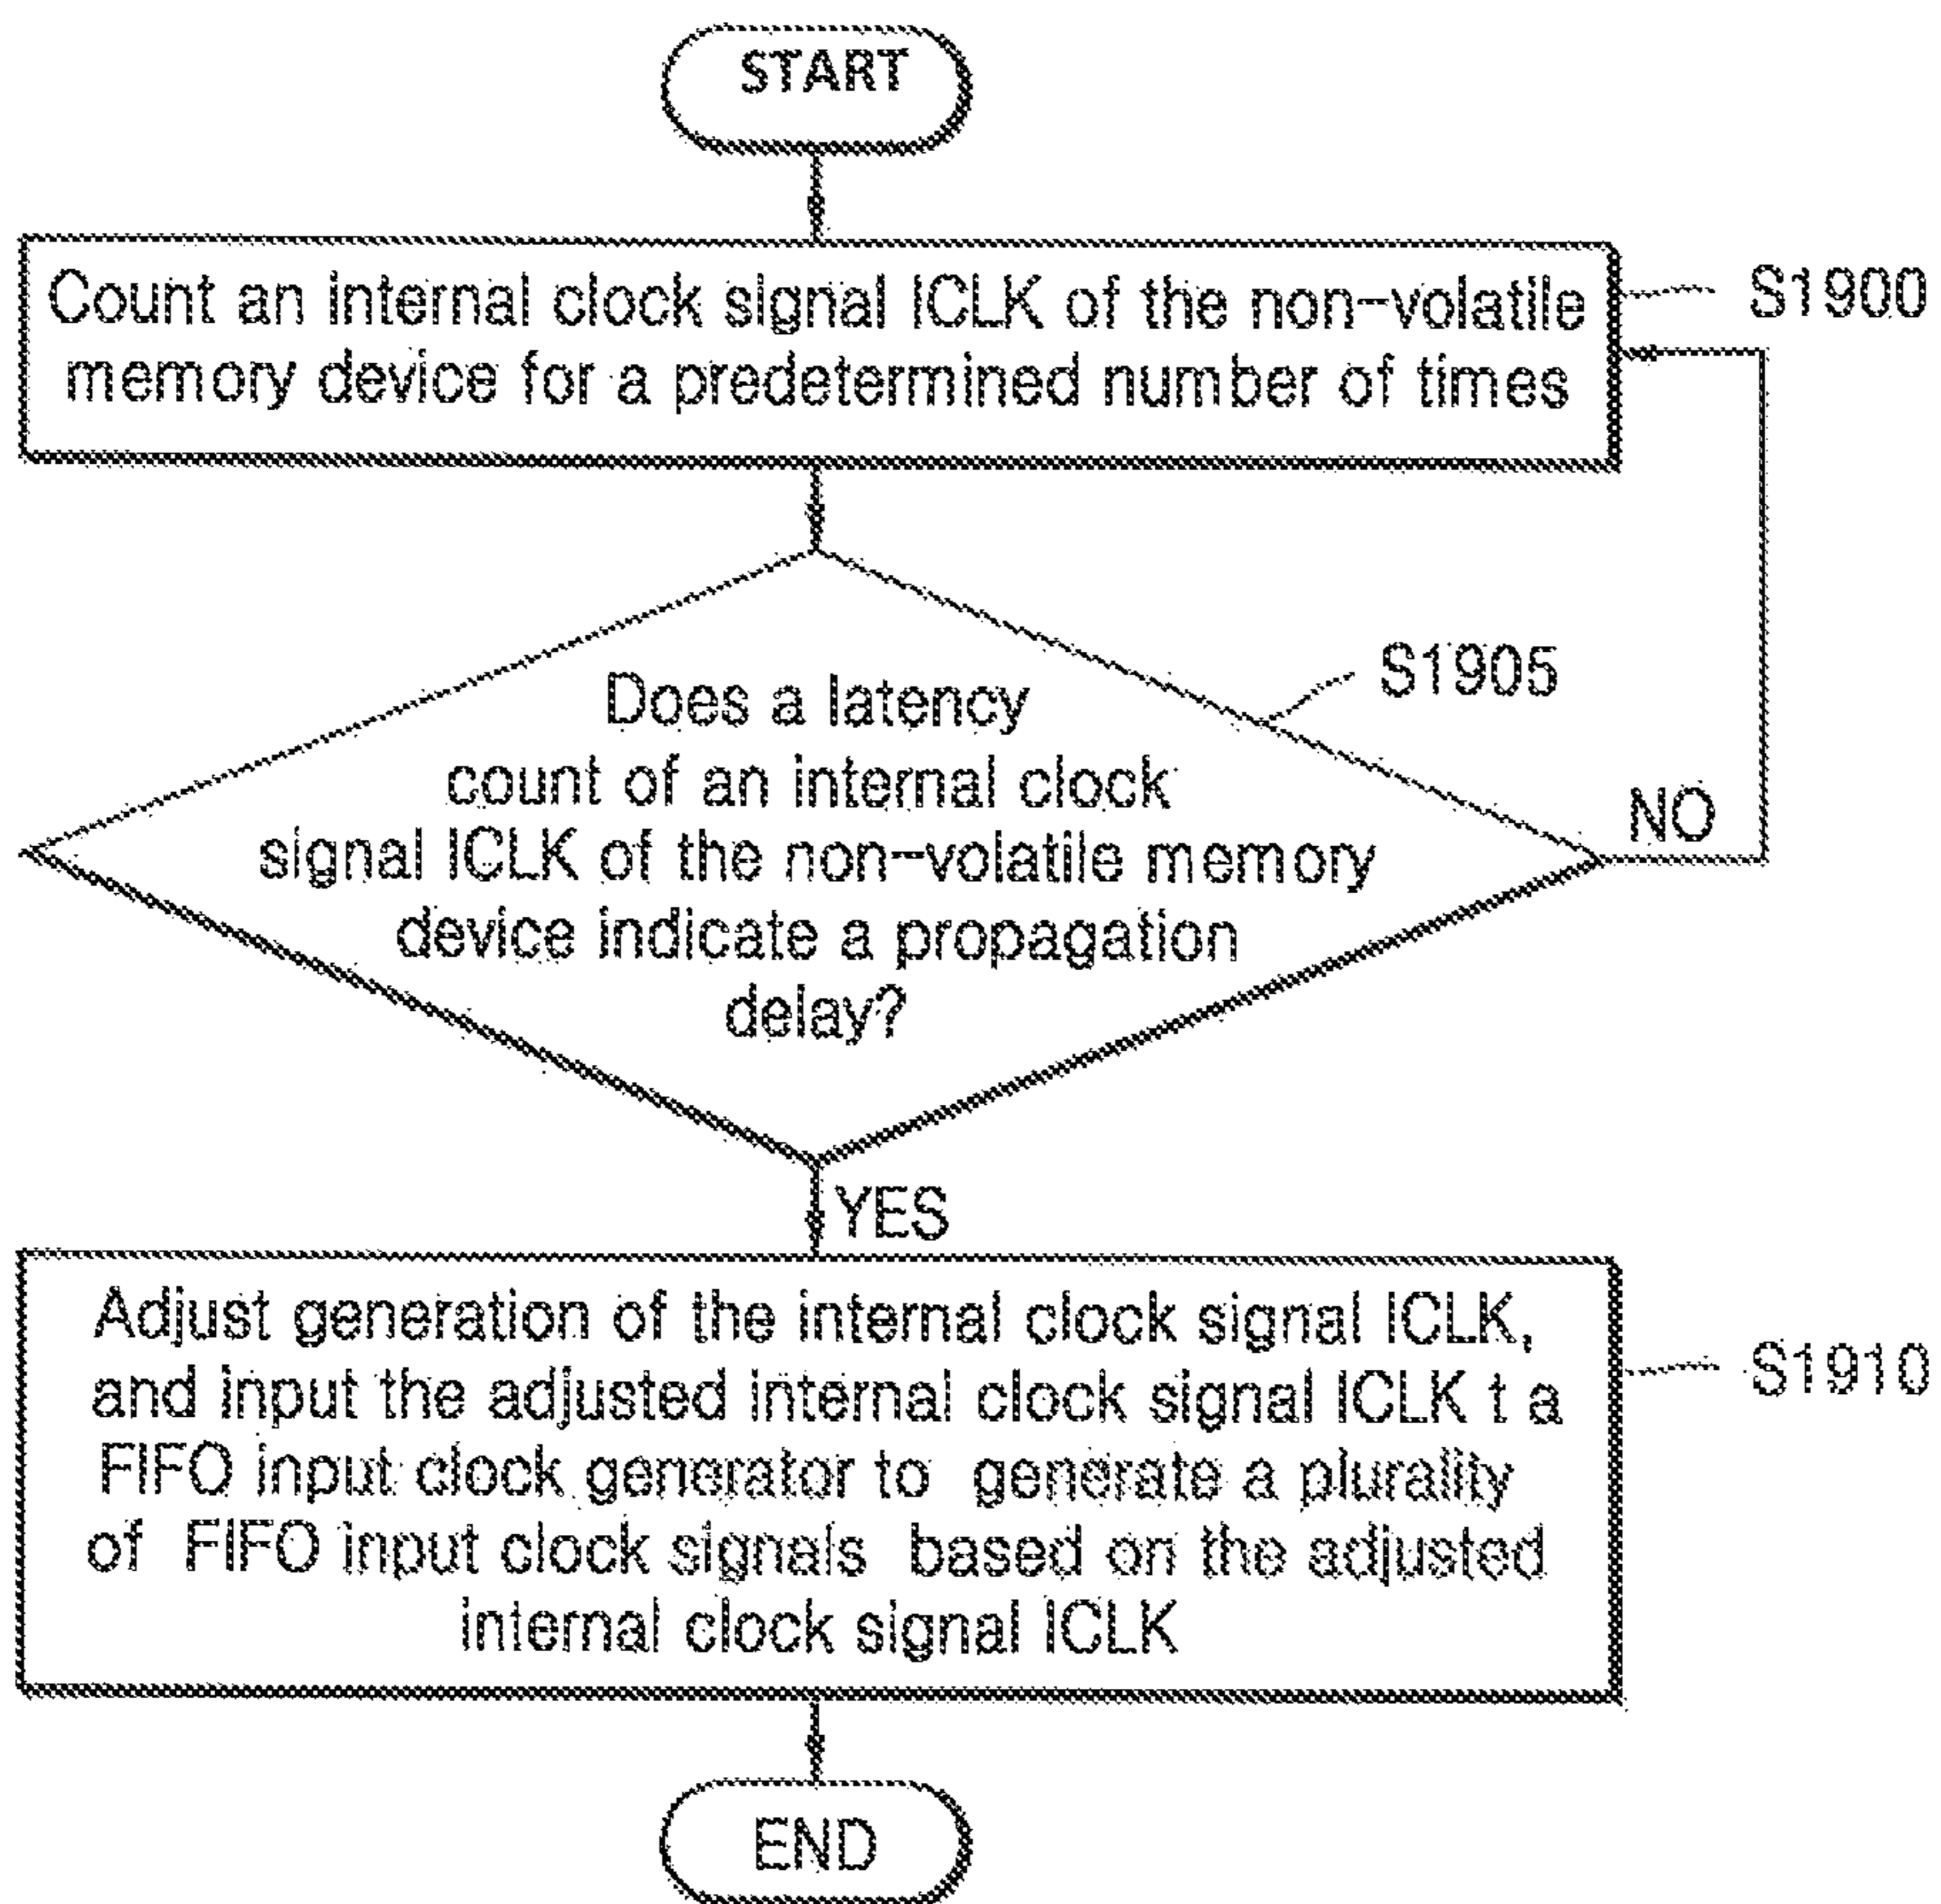 START
Count an internal clock signal ICLK of the non-volatile
memory device for a predetermined number of times
S1900
Does a latency
count of an internal clock
signal ICLK of the non-volatile memory
device indicate a propagation
delay?
S1905
NO
YES
Adjust generation of the internal clock signal ICLK,
and input the adjusted internal clock signal ICLK t a
FIFO input clock generator to generate a plurality
of FIFO input clock signals based on the adjusted
internal clock signal ICLK
S1910
END